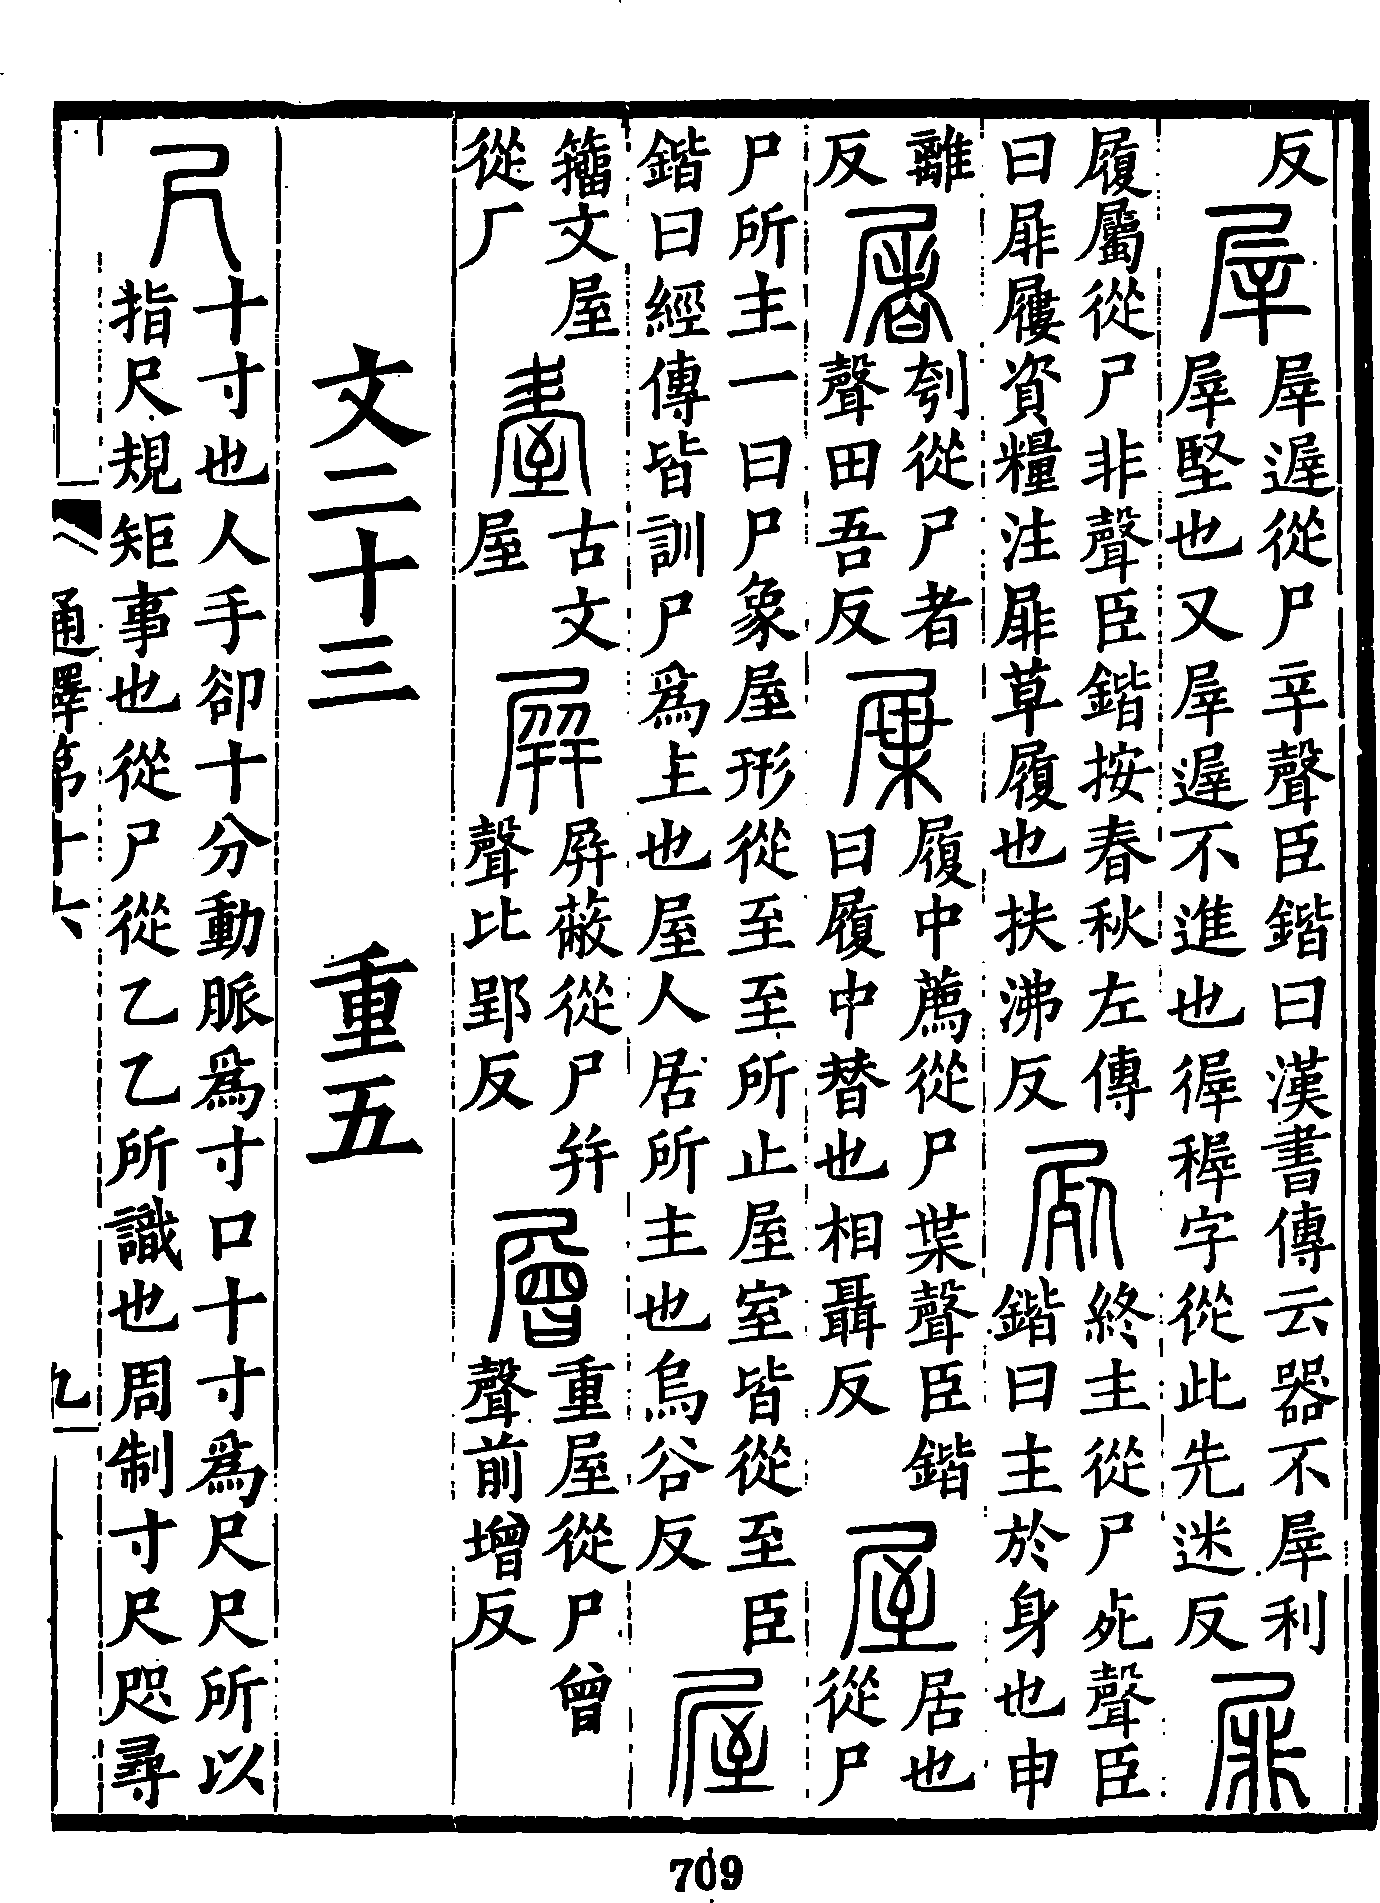 反
屖
屖遟從尸辛聲臣鍇曰漢書傳云器不屖利
屖堅也又屖遟不進也徲稺字從此先迷反
屝
履屬從尸非聲臣鍇按春秋左傳
曰屝屨資糧注屝草履也扶沸反
屍
終主從尸死聲臣
鍇曰主於身也申
離
反
屠
刳從尸者
聲田吾反
屟
履中薦從尸枼聲臣鍇
曰履中替也相聶反
屋
居也
從尸
尸所主一曰尸象屋形從至至所止屋室皆從至臣
鍇曰經傳皆訓尸爲主也屋人居所主也烏谷反
籒文屋
從厂
古文
屋
屏
屏蔽從尸幷
聲比郢反
層
重屋從尸曾
聲前增反
文二十三　重五
尺
十寸也人手卻十分動脈爲寸口十寸爲尺尺所以
指尺規矩事也從尸從乙乙所識也周制寸尺咫尋
通釋第十六
九
709